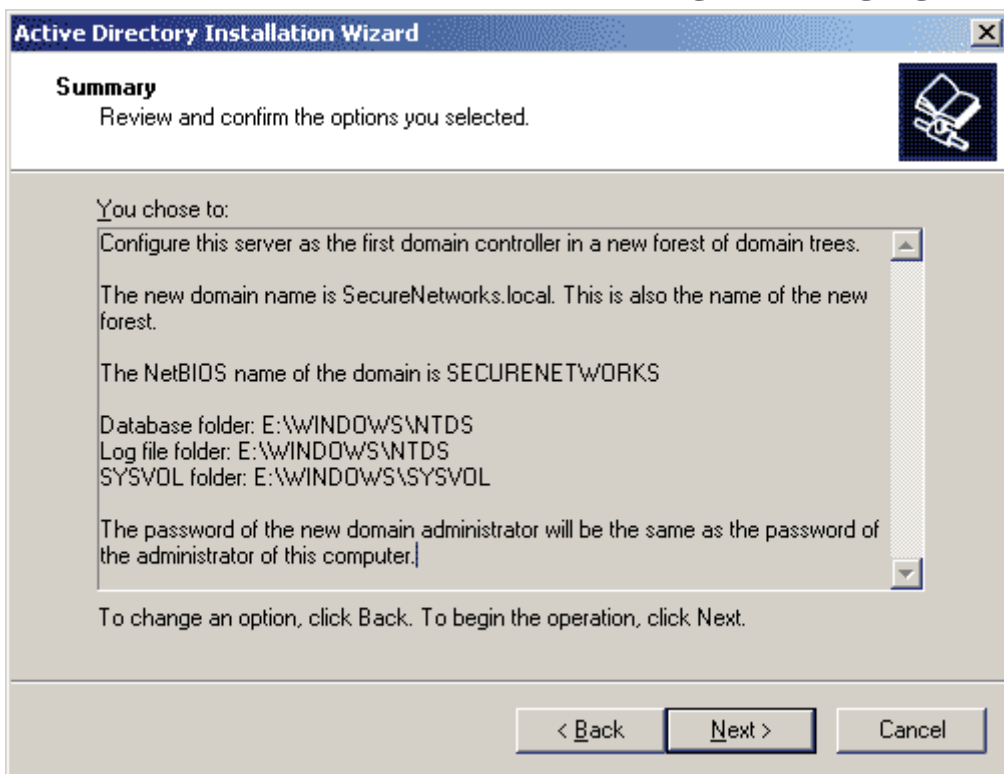 Active Directory Installation Wizard
Summary
Review and confirm the options you selected.
You chose to:
Configure this server as the first domain controller in a new forest of domain trees.
The new domain name is SecureNetworks.local. This is also the name of the new
forest.
The NetBIOS name of the domain is SECURENETWORKS
Database folder: E:\WINDOWS\NTDS
Log file folder: E:\WINDOWS\NTDS
SYSVOL folder: E:\WINDOWS\SYSVOL
The password of the new domain administrator will be the same as the password of
the administrator of this computer.
To change an option, click Back. To begin the operation, click Next.
< Back Next > Cancel